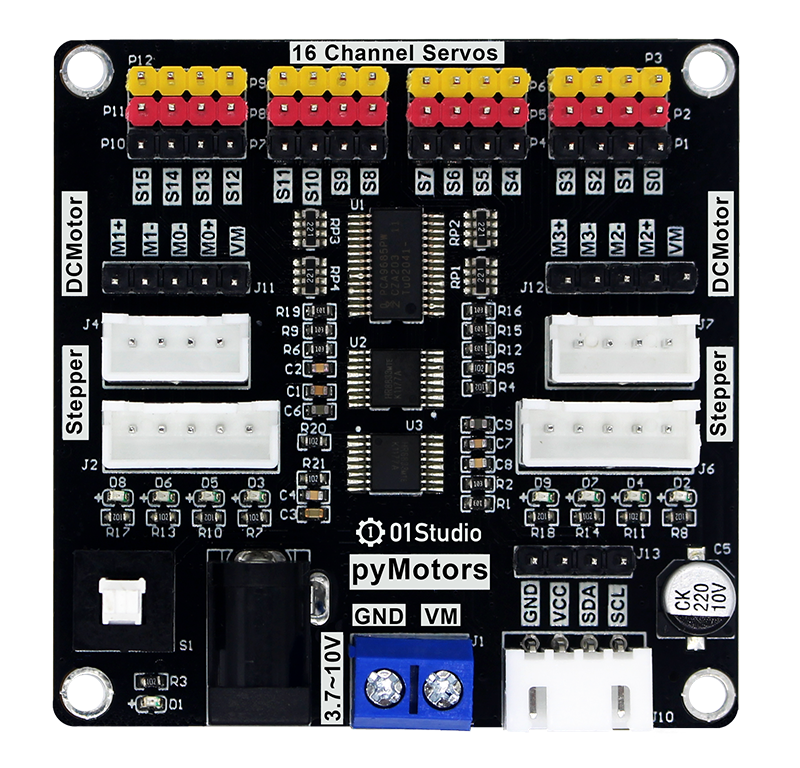 16 Channel Servos
P12 P9 P6 P3
P11 P8 P5 P2
P10 P7 P4 P1
S15 S14 S13 S12 S11 S10 S9 S8 S7 S6 S5 S4 S3 S2 S1 S0
DCMotor
M1+ M1- M0- M0+ VM
J11
U1
RP3
RP4
RP2
RP1
221 221
221 221
PCA9685PW
DCMotor
M3+ M3- M2- M2+ VM
J12
Stepper
J4
J2
R19
R9
R6
C2
C1
C6
R20
R21
C4
C3
U2
U3
R16
R15
R12
R5
R4
C9
C7
C8
R2
R1
Stepper
J7
J6
D8 D6 D5 D3
R17 R13 R10 R7
D9 D7 D4 D2
R18 R14 R11 R8
01Studio
pyMotors
GND VM
3.7~10V
J1
S1
R3
D1
J13
GND VCC SDA SCL
J10
C5
CK
220
10V